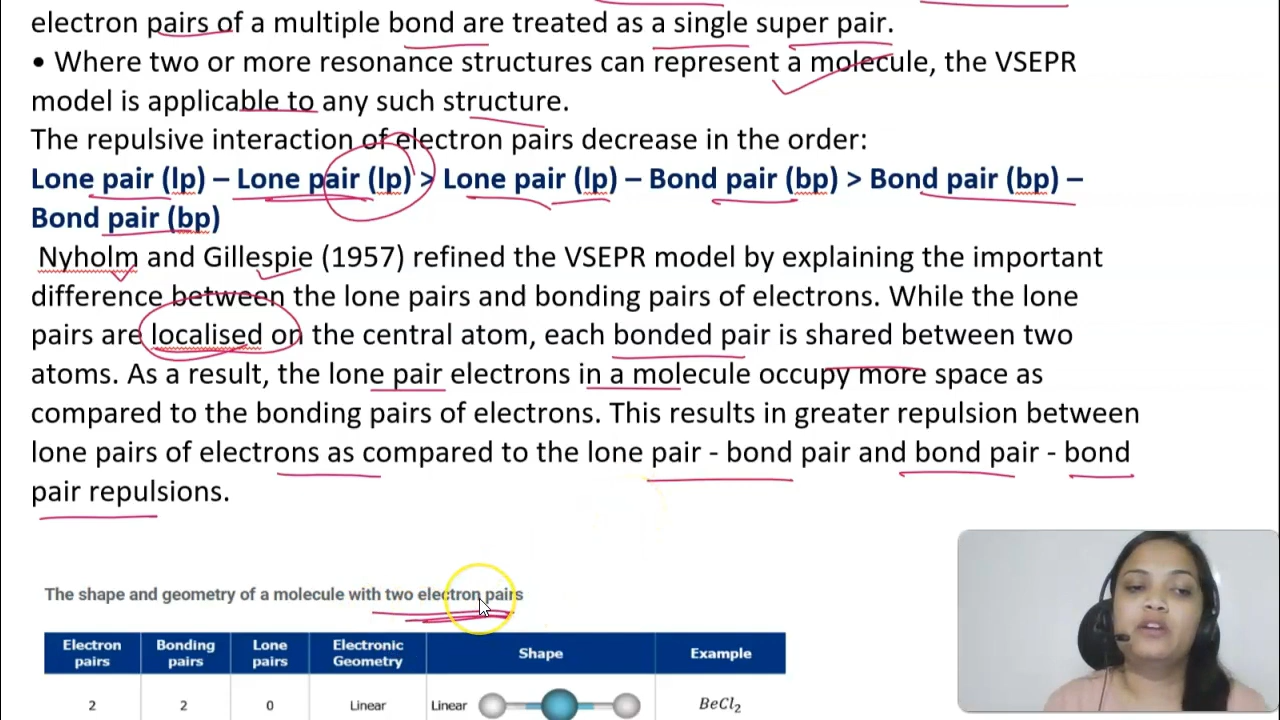 electron pairs of a multiple bond are treated as a single super pair.
• Where two or more resonance structures can represent a molecule, the VSEPR
model is applicable to any such structure.
The repulsive interaction of electron pairs decrease in the order:
Lone pair (lp) – Lone pair (lp) > Lone pair (lp) – Bond pair (bp) > Bond pair (bp) –
Bond pair (bp)
Nyholm and Gillespie (1957) refined the VSEPR model by explaining the important
difference between the lone pairs and bonding pairs of electrons. While the lone
pairs are localised on the central atom, each bonded pair is shared between two
atoms. As a result, the lone pair electrons in a molecule occupy more space as
compared to the bonding pairs of electrons. This results in greater repulsion between
lone pairs of electrons as compared to the lone pair - bond pair and bond pair - bond
pair repulsions.
The shape and geometry of a molecule with two electron pairs
Electron pairs Bonding pairs Lone pairs Electronic Geometry Shape Example
2 2 0 Linear Linear BeCl₂